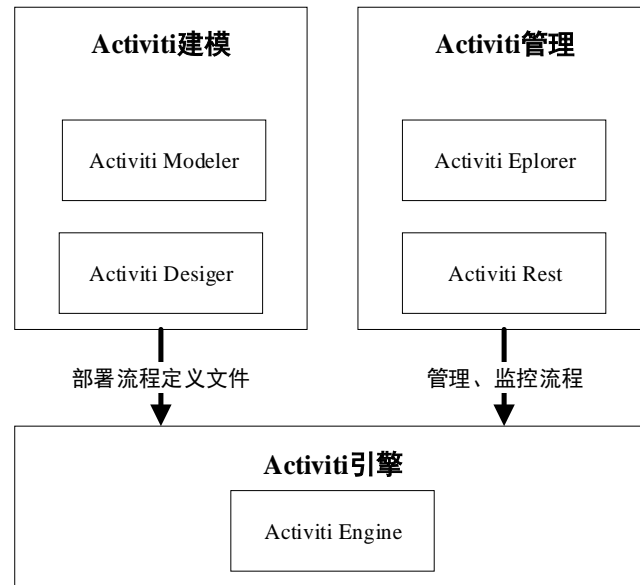 Activiti建模
Activiti Modeler
Activiti Desiger
Activiti管理
Activiti Eplorer
Activiti Rest
部署流程定义文件
管理、监控流程
Activiti引擎
Activiti Engine